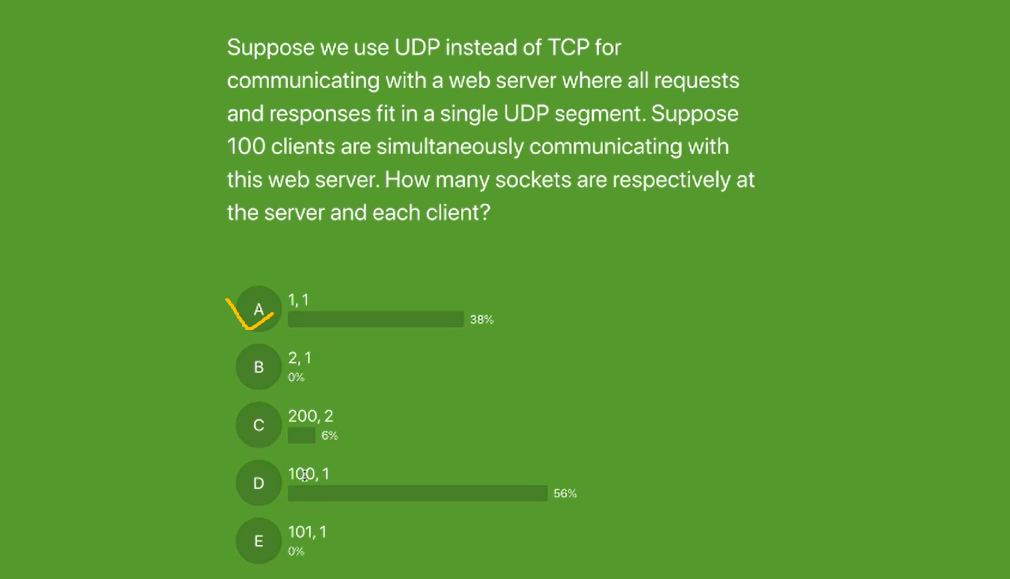 Suppose we use UDP instead of TCP for
communicating with a web server where all requests
and responses fit in a single UDP segment. Suppose
100 clients are simultaneously communicating with
this web server. How many sockets are respectively at
the server and each client?
A 1, 1
38%
B 2, 1
0%
C 200, 2
6%
D 100, 1
56%
E 101, 1
0%